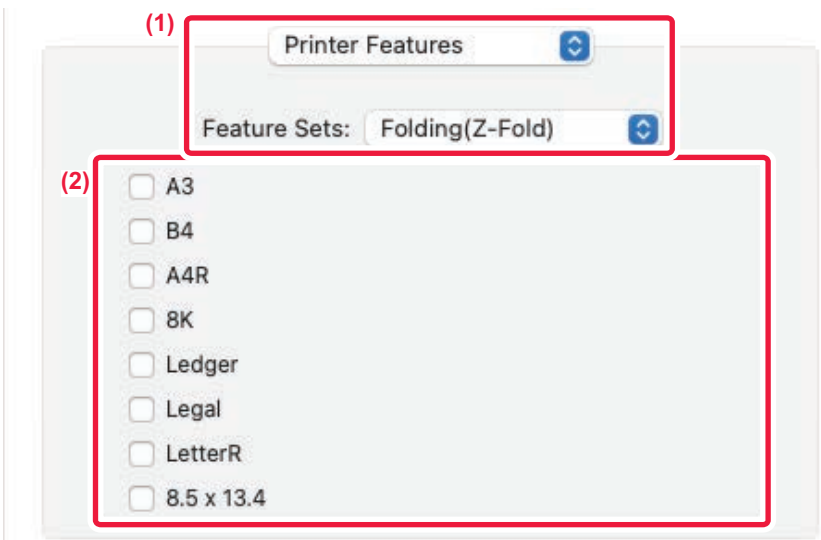 (1)
Printer Features
Feature Sets: Folding(Z-Fold)
(2)
A3
B4
A4R
8K
Ledger
Legal
LetterR
8.5 x 13.4